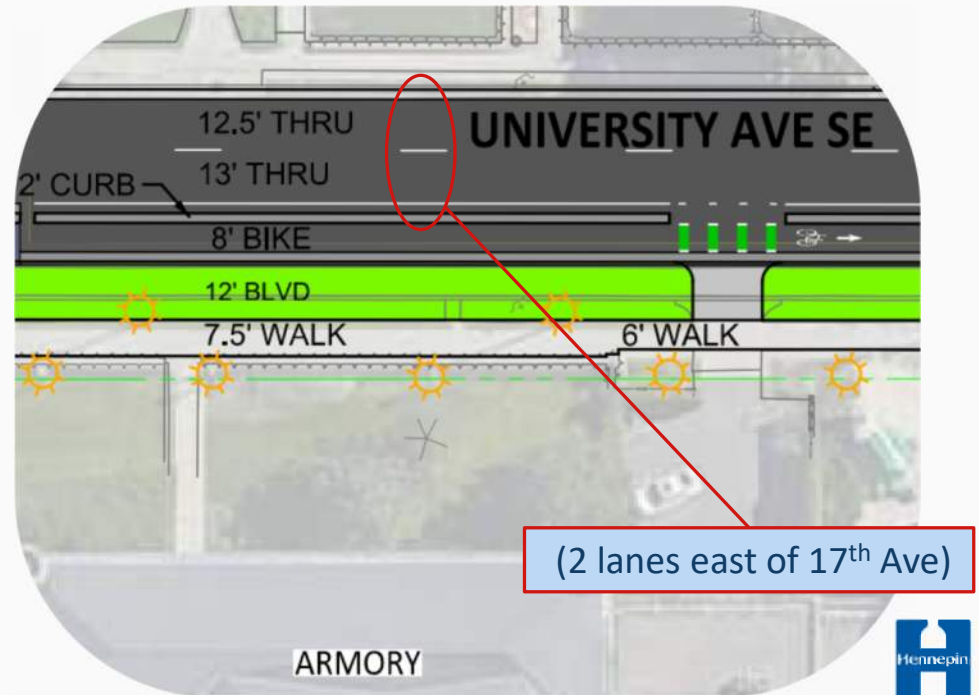 12.5' THRU
UNIVERSITY AVE SE
13' THRU
2' CURB
8' BIKE
12' BLVD
7.5' WALK
6' WALK
(2 lanes east of 17th Ave)
ARMORY
Hennepin